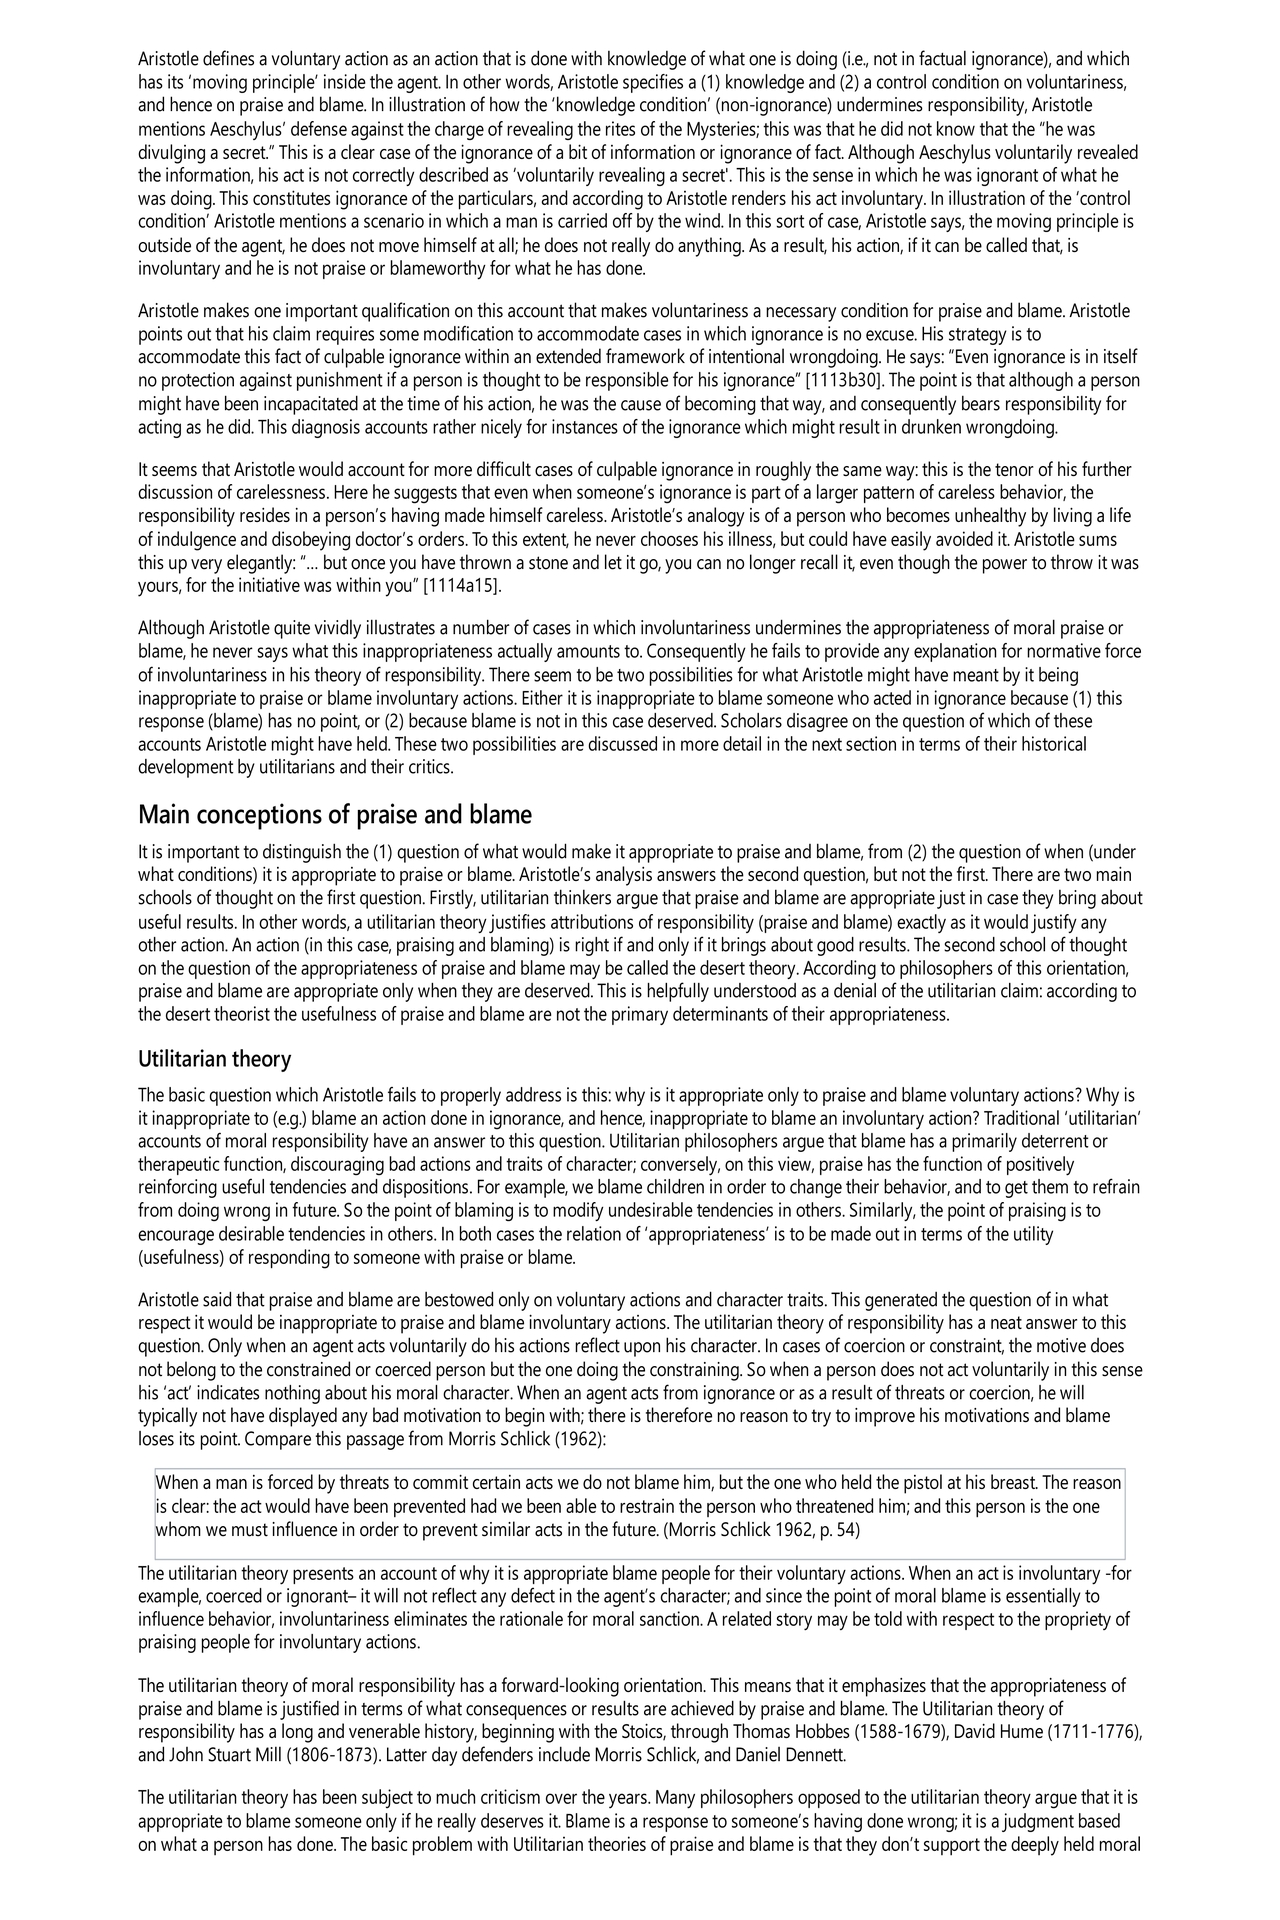 Aristotle defines a voluntary action as an action that is done with knowledge of what one is doing (i.e., not in factual ignorance), and which
has its ‘moving principle’ inside the agent. In other words, Aristotle specifies a (1) knowledge and (2) a control condition on voluntariness,
and hence on praise and blame. In illustration of how the ‘knowledge condition’ (non-ignorance) undermines responsibility, Aristotle
mentions Aeschylus’ defense against the charge of revealing the rites of the Mysteries; this was that he did not know that the “he was
divulging a secret.” This is a clear case of the ignorance of a bit of information or ignorance of fact. Although Aeschylus voluntarily revealed
the information, his act is not correctly described as ‘voluntarily revealing a secret'. This is the sense in which he was ignorant of what he
was doing. This constitutes ignorance of the particulars, and according to Aristotle renders his act involuntary. In illustration of the ‘control
condition’ Aristotle mentions a scenario in which a man is carried off by the wind. In this sort of case, Aristotle says, the moving principle is
outside of the agent, he does not move himself at all; he does not really do anything. As a result, his action, if it can be called that, is
involuntary and he is not praise or blameworthy for what he has done.
Aristotle makes one important qualification on this account that makes voluntariness a necessary condition for praise and blame. Aristotle
points out that his claim requires some modification to accommodate cases in which ignorance is no excuse. His strategy is to
accommodate this fact of culpable ignorance within an extended framework of intentional wrongdoing. He says: “Even ignorance is in itself
no protection against punishment if a person is thought to be responsible for his ignorance” [1113b30]. The point is that although a person
might have been incapacitated at the time of his action, he was the cause of becoming that way, and consequently bears responsibility for
acting as he did. This diagnosis accounts rather nicely for instances of the ignorance which might result in drunken wrongdoing.
It seems that Aristotle would account for more difficult cases of culpable ignorance in roughly the same way: this is the tenor of his further
discussion of carelessness. Here he suggests that even when someone’s ignorance is part of a larger pattern of careless behavior, the
responsibility resides in a person’s having made himself careless. Aristotle’s analogy is of a person who becomes unhealthy by living a life
of indulgence and disobeying doctor’s orders. To this extent, he never chooses his illness, but could have easily avoided it. Aristotle sums
this up very elegantly: “... but once you have thrown a stone and let it go, you can no longer recall it, even though the power to throw it was
yours, for the initiative was within you” [1114a15].
Although Aristotle quite vividly illustrates a number of cases in which involuntariness undermines the appropriateness of moral praise or
blame, he never says what this inappropriateness actually amounts to. Consequently he fails to provide any explanation for normative force
of involuntariness in his theory of responsibility. There seem to be two possibilities for what Aristotle might have meant by it being
inappropriate to praise or blame involuntary actions. Either it is inappropriate to blame someone who acted in ignorance because (1) this
response (blame) has no point, or (2) because blame is not in this case deserved. Scholars disagree on the question of which of these
accounts Aristotle might have held. These two possibilities are discussed in more detail in the next section in terms of their historical
development by utilitarians and their critics.
Main conceptions of praise and blame
It is important to distinguish the (1) question of what would make it appropriate to praise and blame, from (2) the question of when (under
what conditions) it is appropriate to praise or blame. Aristotle’s analysis answers the second question, but not the first. There are two main
schools of thought on the first question. Firstly, utilitarian thinkers argue that praise and blame are appropriate just in case they bring about
useful results. In other words, a utilitarian theory justifies attributions of responsibility (praise and blame) exactly as it would justify any
other action. An action (in this case, praising and blaming) is right if and only if it brings about good results. The second school of thought
on the question of the appropriateness of praise and blame may be called the desert theory. According to philosophers of this orientation,
praise and blame are appropriate only when they are deserved. This is helpfully understood as a denial of the utilitarian claim: according to
the desert theorist the usefulness of praise and blame are not the primary determinants of their appropriateness.
Utilitarian theory
The basic question which Aristotle fails to properly address is this: why is it appropriate only to praise and blame voluntary actions? Why is
it inappropriate to (e.g.) blame an action done in ignorance, and hence, inappropriate to blame an involuntary action? Traditional ‘utilitarian’
accounts of moral responsibility have an answer to this question. Utilitarian philosophers argue that blame has a primarily deterrent or
therapeutic function, discouraging bad actions and traits of character; conversely, on this view, praise has the function of positively
reinforcing useful tendencies and dispositions. For example, we blame children in order to change their behavior, and to get them to refrain
from doing wrong in future. So the point of blaming is to modify undesirable tendencies in others. Similarly, the point of praising is to
encourage desirable tendencies in others. In both cases the relation of ‘appropriateness’ is to be made out in terms of the utility
(usefulness) of responding to someone with praise or blame.
Aristotle said that praise and blame are bestowed only on voluntary actions and character traits. This generated the question of in what
respect it would be inappropriate to praise and blame involuntary actions. The utilitarian theory of responsibility has a neat answer to this
question. Only when an agent acts voluntarily do his actions reflect upon his character. In cases of coercion or constraint, the motive does
not belong to the constrained or coerced person but the one doing the constraining. So when a person does not act voluntarily in this sense
his ‘act’ indicates nothing about his moral character. When an agent acts from ignorance or as a result of threats or coercion, he will
typically not have displayed any bad motivation to begin with; there is therefore no reason to try to improve his motivations and blame
loses its point. Compare this passage from Morris Schlick (1962):
When a man is forced by threats to commit certain acts we do not blame him, but the one who held the pistol at his breast. The reason
is clear: the act would have been prevented had we been able to restrain the person who threatened him; and this person is the one
whom we must influence in order to prevent similar acts in the future. (Morris Schlick 1962, p. 54)
The utilitarian theory presents an account of why it is appropriate blame people for their voluntary actions. When an act is involuntary -for
example, coerced or ignorant– it will not reflect any defect in the agent’s character; and since the point of moral blame is essentially to
influence behavior, involuntariness eliminates the rationale for moral sanction. A related story may be told with respect to the propriety of
praising people for involuntary actions.
The utilitarian theory of moral responsibility has a forward-looking orientation. This means that it emphasizes that the appropriateness of
praise and blame is justified in terms of what consequences or results are achieved by praise and blame. The Utilitarian theory of
responsibility has a long and venerable history, beginning with the Stoics, through Thomas Hobbes (1588-1679), David Hume (1711-1776),
and John Stuart Mill (1806-1873). Latter day defenders include Morris Schlick, and Daniel Dennett.
The utilitarian theory has been subject to much criticism over the years. Many philosophers opposed to the utilitarian theory argue that it is
appropriate to blame someone only if he really deserves it. Blame is a response to someone’s having done wrong; it is a judgment based
on what a person has done. The basic problem with Utilitarian theories of praise and blame is that they don’t support the deeply held moral